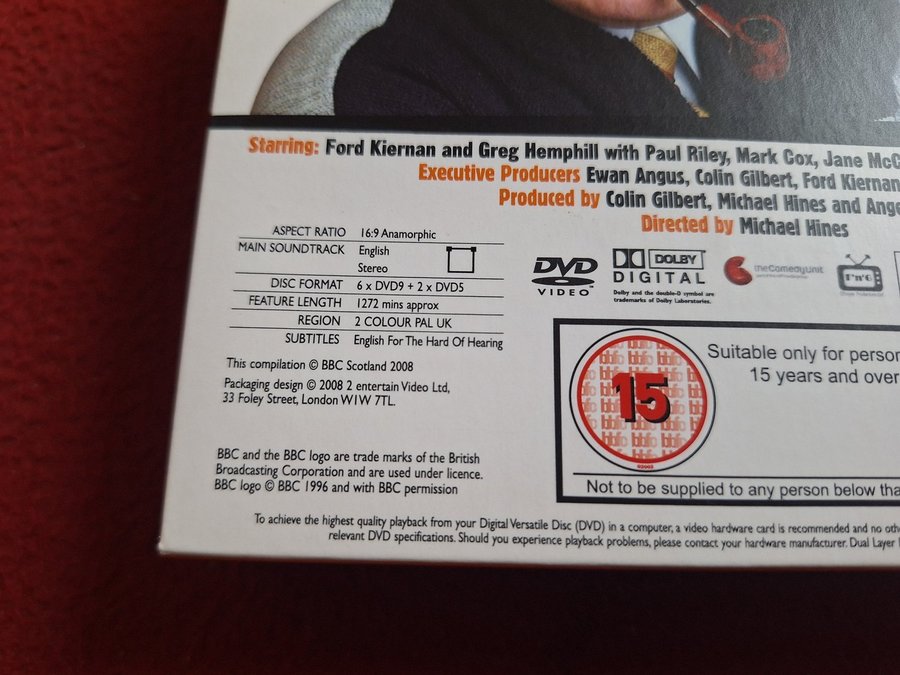 Starring: Ford Kiernan and Greg Hemphill with Paul Riley, Mark Cox, Jane McC
Executive Producers Ewan Angus, Colin Gilbert, Ford Kiernan
Produced by Colin Gilbert, Michael Hines and Ange
Directed by Michael Hines
ASPECT RATIO 16:9 Anamorphic
MAIN SOUNDTRACK English
Stereo
DISC FORMAT 6 x DVD9 + 2 x DVD5
FEATURE LENGTH 1272 mins approx
REGION 2 COLOUR PAL UK
SUBTITLES English For The Hard Of Hearing
DVD
VIDEO
DOLBY
DIGITAL
Dolby and the double-D symbol are
trademarks of Dolby Laboratories.
theComedyUnit
This compilation © BBC Scotland 2008
Packaging design © 2008 2 entertain Video Ltd,
33 Foley Street, London W1W 7TL.
BBC and the BBC logo are trade marks of the British
Broadcasting Corporation and are used under licence.
BBC logo © BBC 1996 and with BBC permission
bbfc
15
Suitable only for person
15 years and over
Not to be supplied to any person below tha
To achieve the highest quality playback from your Digital Versatile Disc (DVD) in a computer, a video hardware card is recommended and no othe
relevant DVD specifications. Should you experience playback problems, please contact your hardware manufacturer. Dual Layer